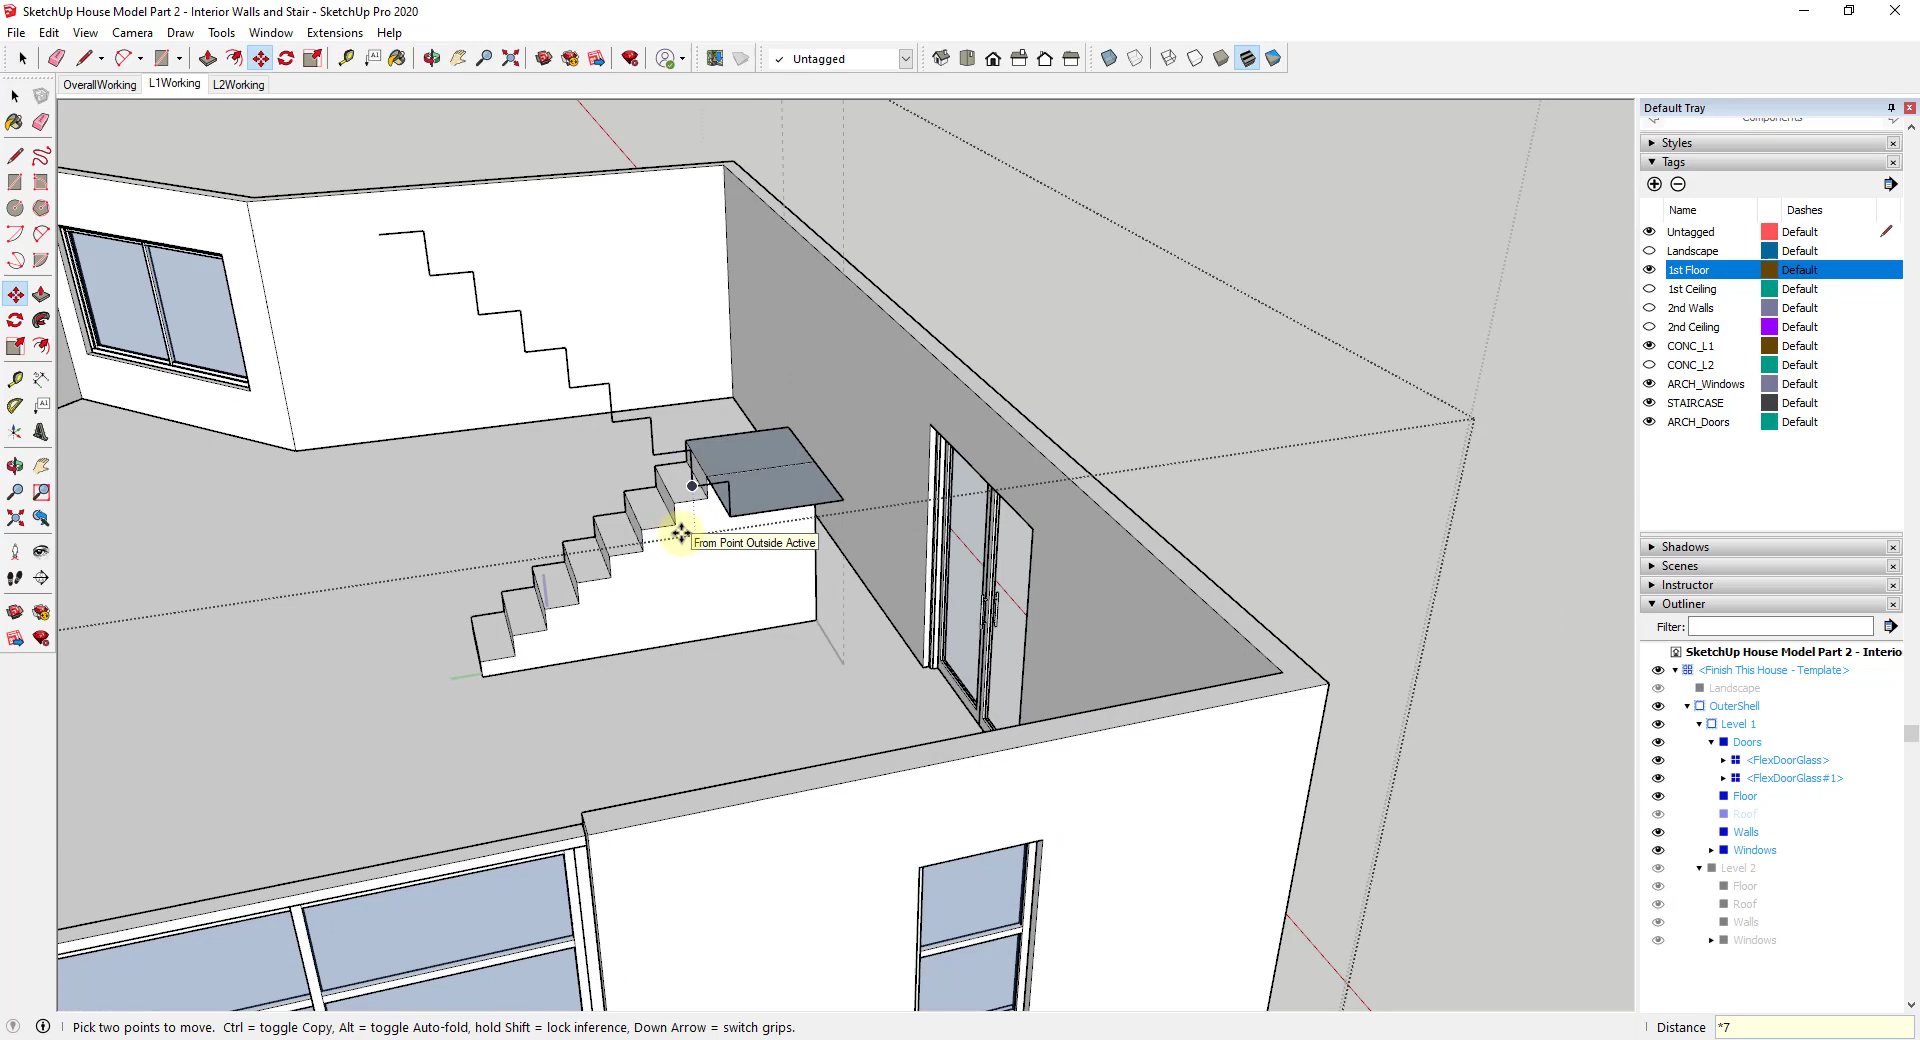 SketchUp House Model Part 2 - Interior Walls and Stair - SketchUp Pro 2020
File Edit View Camera Draw Tools Window Extensions Help
✓ Untagged
OverallWorking L1Working L2Working
Default Tray
Components
Styles
Tags
Name Dashes
Untagged Default
Landscape Default
1st Floor Default
1st Ceiling Default
2nd Walls Default
2nd Ceiling Default
CONC_L1 Default
CONC_L2 Default
ARCH_Windows Default
STAIRCASE Default
ARCH_Doors Default
From Point Outside Active
Shadows
Scenes
Instructor
Outliner
Filter:
SketchUp House Model Part 2 - Interio
<Finish This House - Template>
Landscape
OuterShell
Level 1
Doors
<FlexDoorGlass>
<FlexDoorGlass#1>
Floor
Roof
Walls
Windows
Level 2
Floor
Roof
Walls
Windows
Pick two points to move. Ctrl = toggle Copy, Alt = toggle Auto-fold, hold Shift = lock inference, Down Arrow = switch grips.
Distance *7